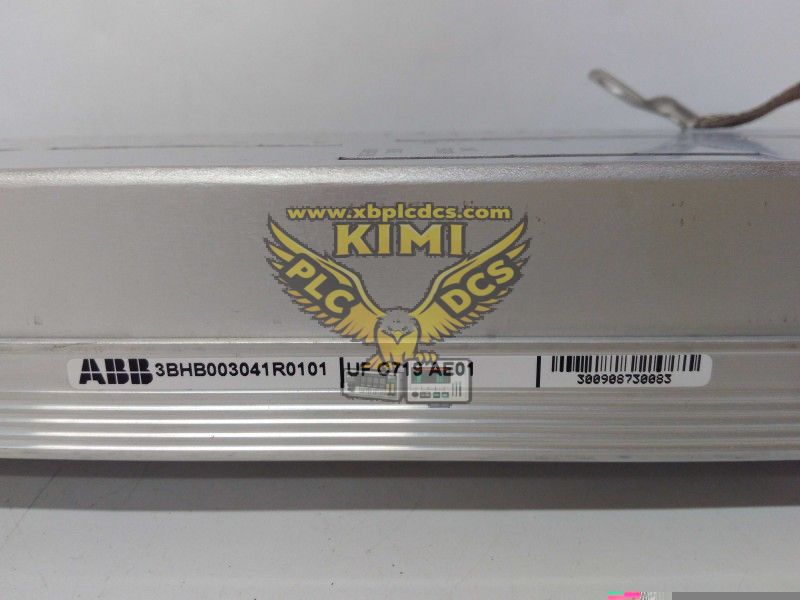 www.xbplcdcs.com
KIMI
PLC DCS
ABB 3BHB003041R0101 UF C719 AE01
300908730083